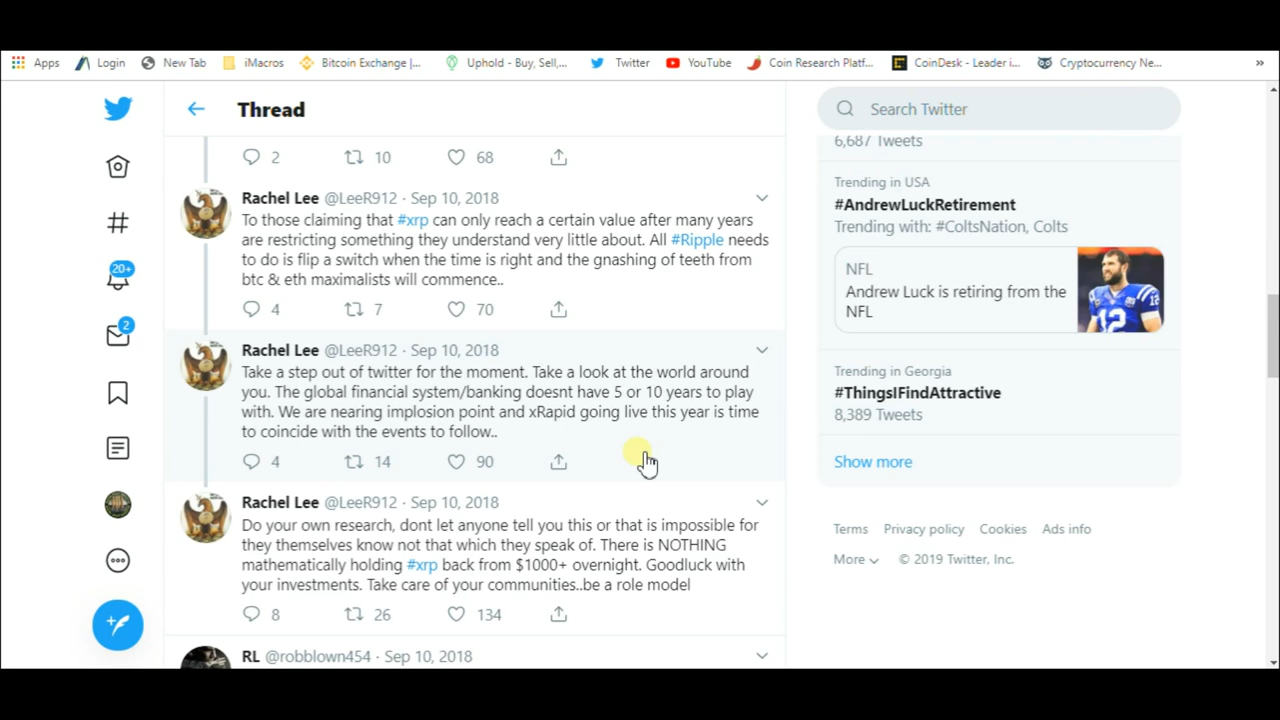 Apps Login New Tab iMacros Bitcoin Exchange |... Uphold - Buy, Sell,... Twitter YouTube Coin Research Platf... CoinDesk - Leader i... Cryptocurrency Ne... »
Thread
2 10 68
Rachel Lee @LeeR912 · Sep 10, 2018
To those claiming that #xrp can only reach a certain value after many years
are restricting something they understand very little about. All #Ripple needs
to do is flip a switch when the time is right and the gnashing of teeth from
btc & eth maximalists will commence..
4 7 70
Rachel Lee @LeeR912 · Sep 10, 2018
Take a step out of twitter for the moment. Take a look at the world around
you. The global financial system/banking doesnt have 5 or 10 years to play
with. We are nearing implosion point and xRapid going live this year is time
to coincide with the events to follow..
4 14 90
Rachel Lee @LeeR912 · Sep 10, 2018
Do your own research, dont let anyone tell you this or that is impossible for
they themselves know not that which they speak of. There is NOTHING
mathematically holding #xrp back from $1000+ overnight. Goodluck with
your investments. Take care of your communities..be a role model
8 26 134
RL @robblown454 · Sep 10, 2018
20+
2
Search Twitter
6,687 Tweets
Trending in USA
#AndrewLuckRetirement
Trending with: #ColtsNation, Colts
NFL
Andrew Luck is retiring from the
NFL
12
Trending in Georgia
#ThingsIFindAttractive
8,389 Tweets
Show more
Terms Privacy policy Cookies Ads info
More © 2019 Twitter, Inc.